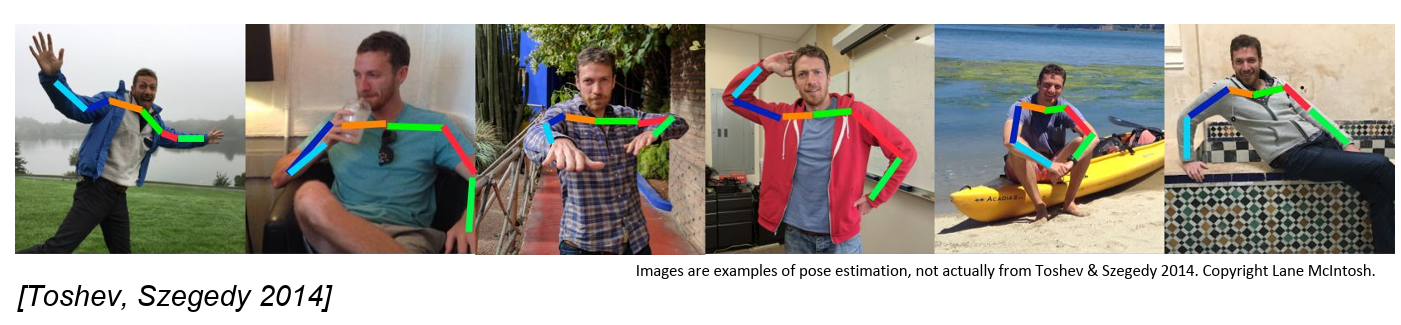 ACADIA
Images are examples of pose estimation, not actually from Toshev & Szegedy 2014. Copyright Lane McIntosh.
[Toshev, Szegedy 2014]